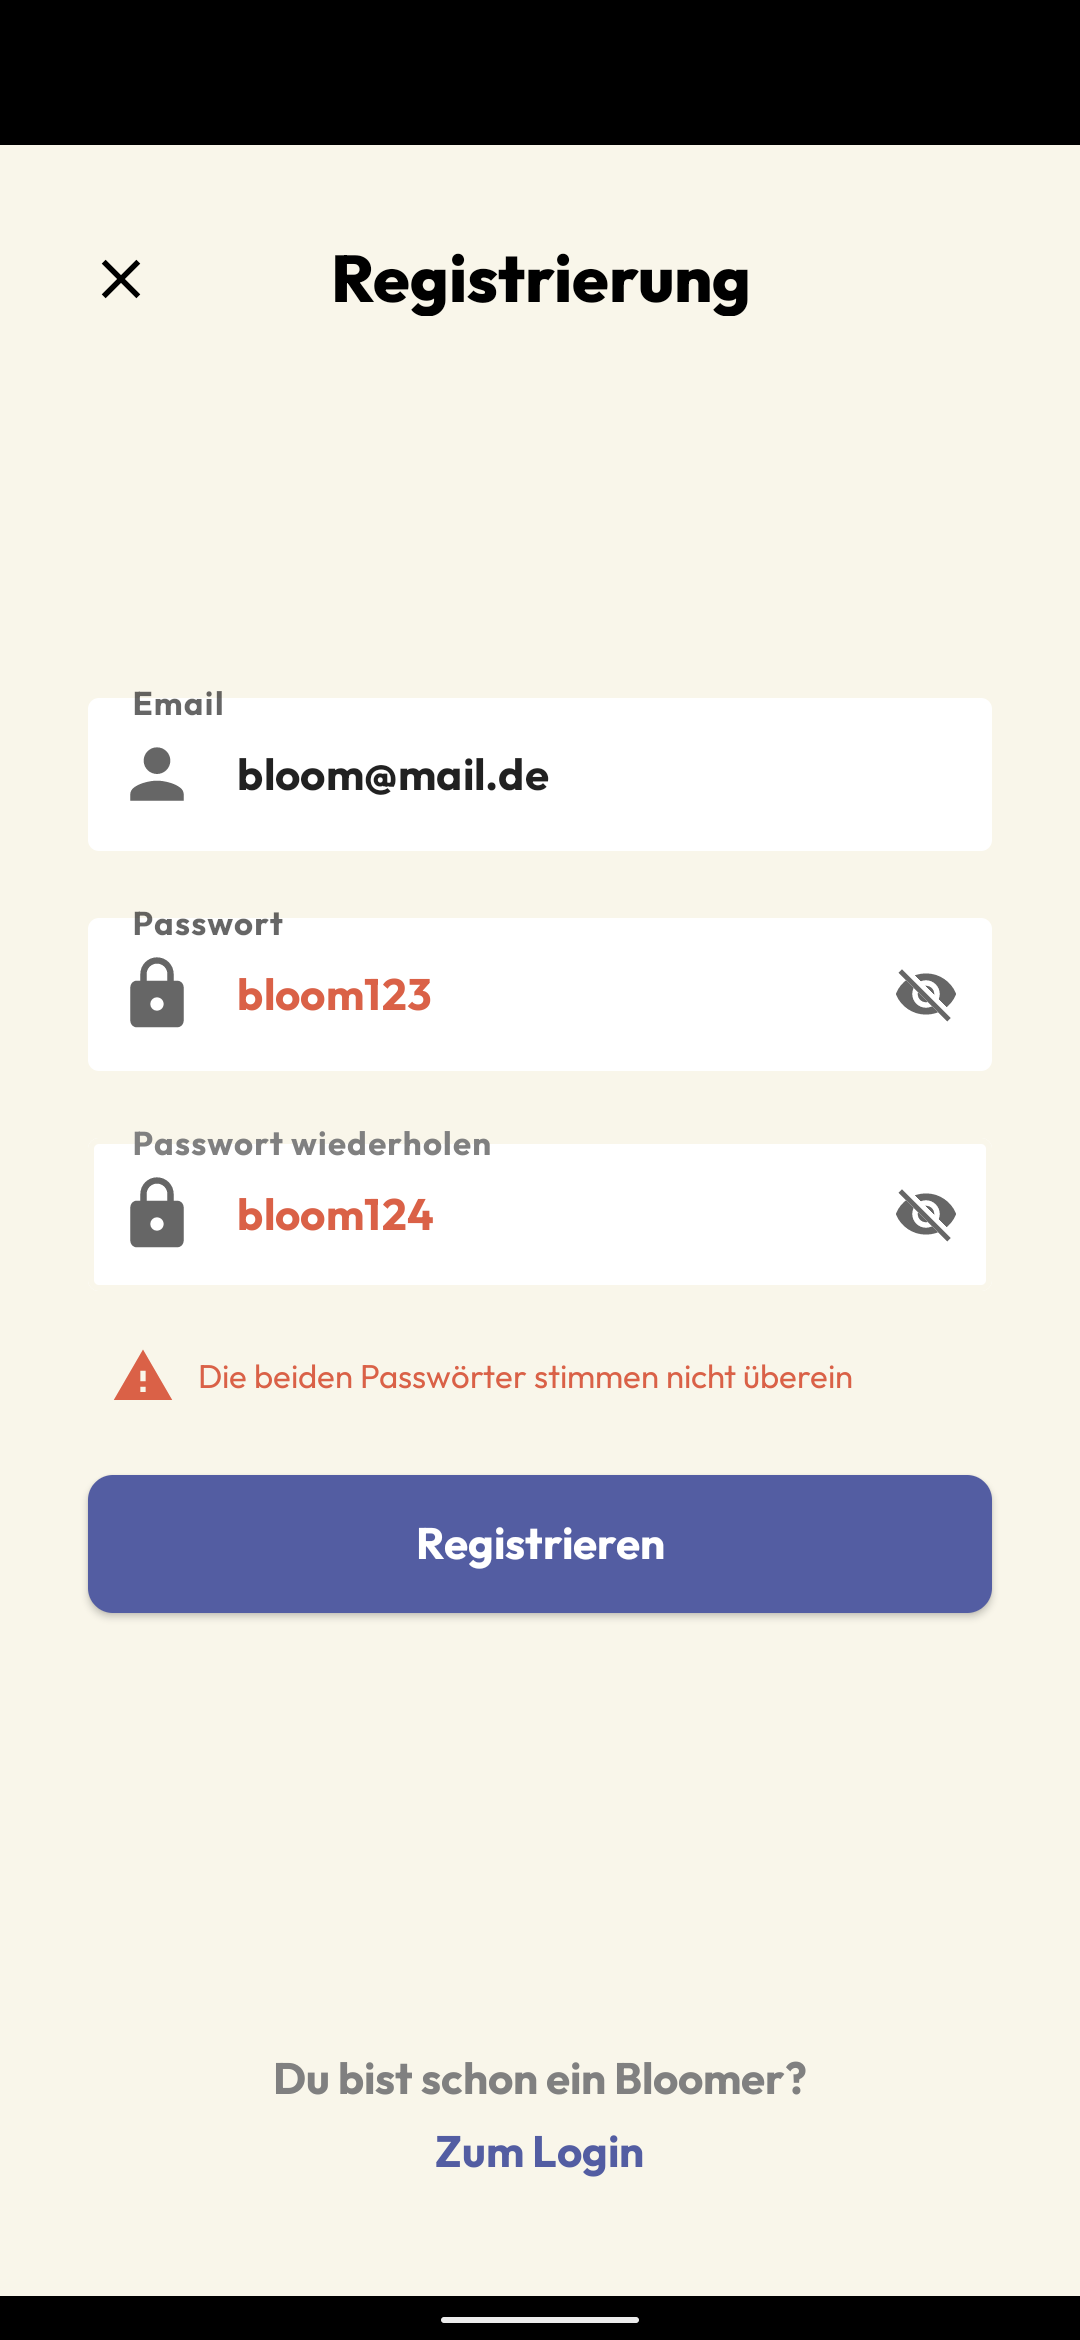 Registrierung
Email
bloom@mail.de
Passwort
bloom123
Passwort wiederholen
bloom124
Die beiden Passwörter stimmen nicht überein
Registrieren
Du bist schon ein Bloomer?
Zum Login